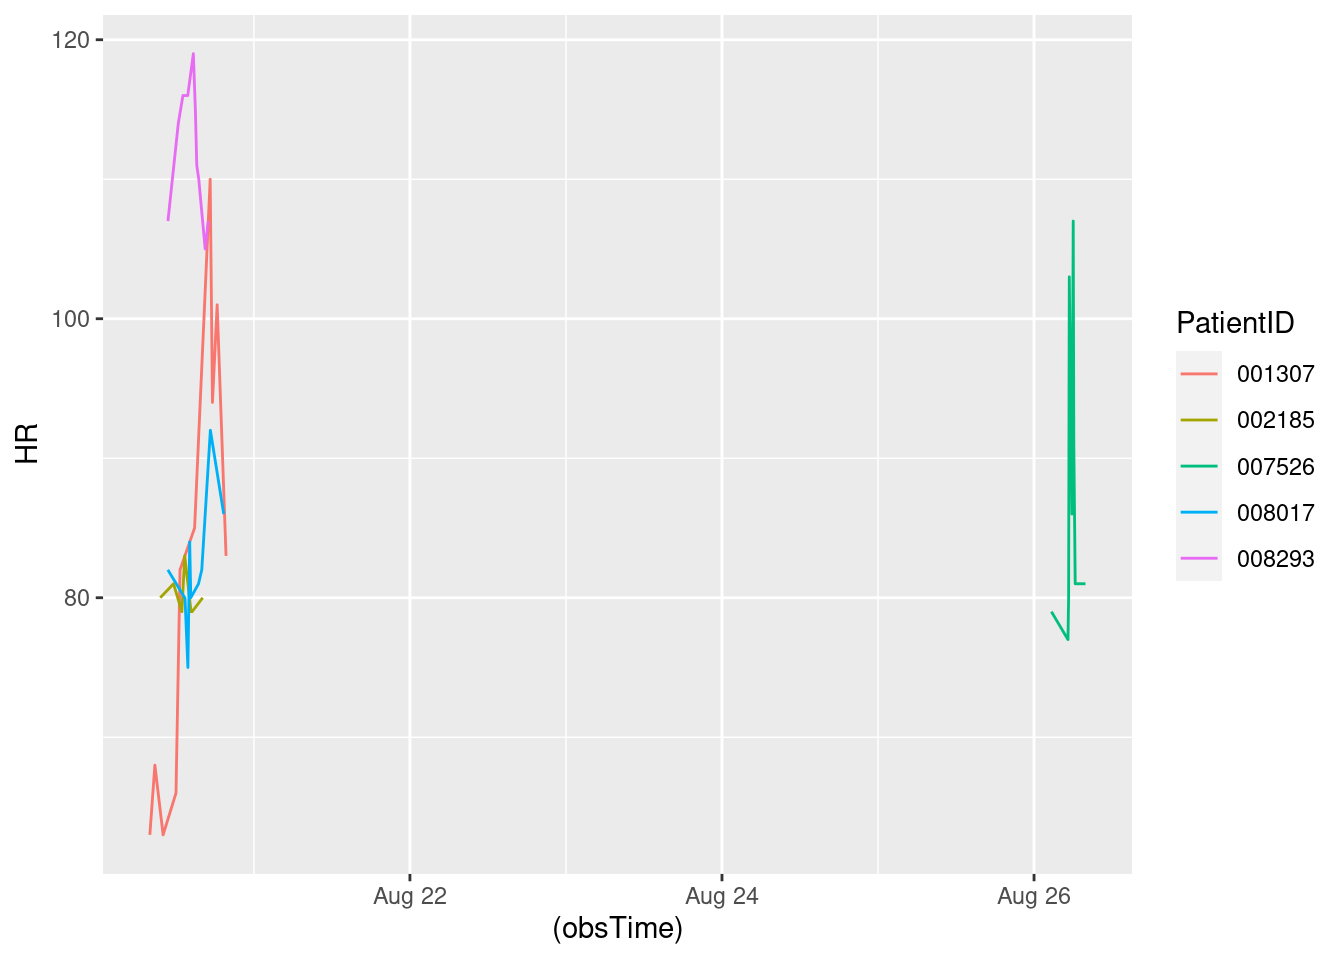 120
100
80
HR
Aug 22
Aug 24
Aug 26
(obsTime)
PatientID
001307
002185
007526
008017
008293